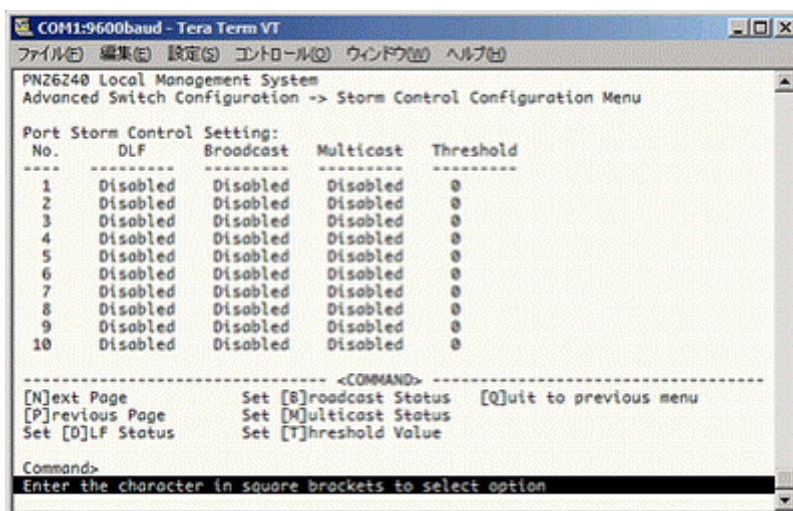 COM1:9600baud - Tera Term VT
ファイル(F) 編集(E) 設定(S) コントロール(O) ウィンドウ(W) ヘルプ(H)
PN26240 Local Management System
Advanced Switch Configuration -> Storm Control Configuration Menu
Port Storm Control Setting:
No. DLF Broadcast Multicast Threshold
---- --------- --------- --------- ---------
1 Disabled Disabled Disabled 0
2 Disabled Disabled Disabled 0
3 Disabled Disabled Disabled 0
4 Disabled Disabled Disabled 0
5 Disabled Disabled Disabled 0
6 Disabled Disabled Disabled 0
7 Disabled Disabled Disabled 0
8 Disabled Disabled Disabled 0
9 Disabled Disabled Disabled 0
10 Disabled Disabled Disabled 0
-------------------------------- <COMMAND> -----------------------------------
[N]ext Page Set [B]roadcast Status [Q]uit to previous menu
[P]revious Page Set [M]ulticast Status
Set [D]LF Status Set [T]hreshold Value
Command>
Enter the character in square brackets to select option